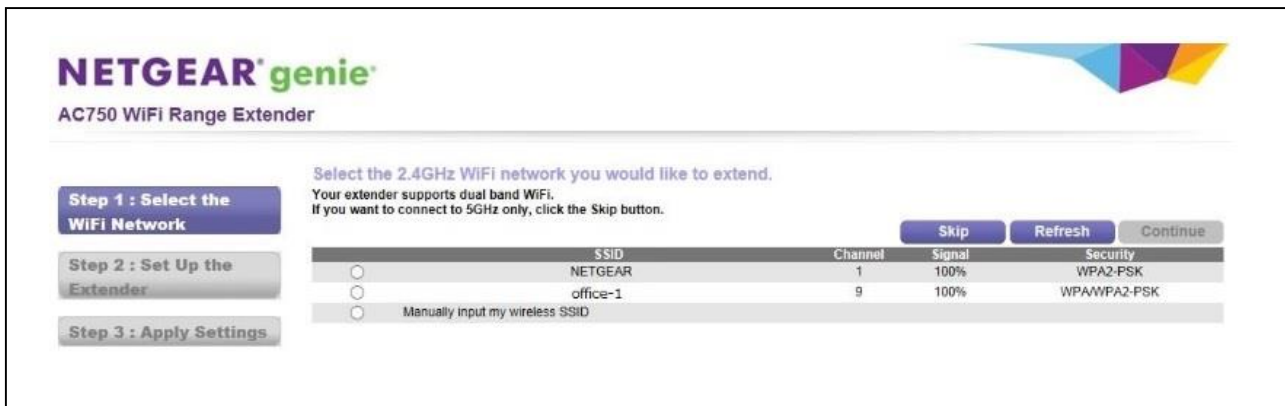 NETGEAR® genie®
AC750 WiFi Range Extender
Step 1 : Select the
WiFi Network
Step 2 : Set Up the
Extender
Step 3 : Apply Settings
Select the 2.4GHz WiFi network you would like to extend.
Your extender supports dual band WiFi.
If you want to connect to 5GHz only, click the Skip button.
Skip Refresh Continue
SSID Channel Signal Security
NETGEAR 1 100% WPA2-PSK
office-1 9 100% WPA/WPA2-PSK
Manually input my wireless SSID